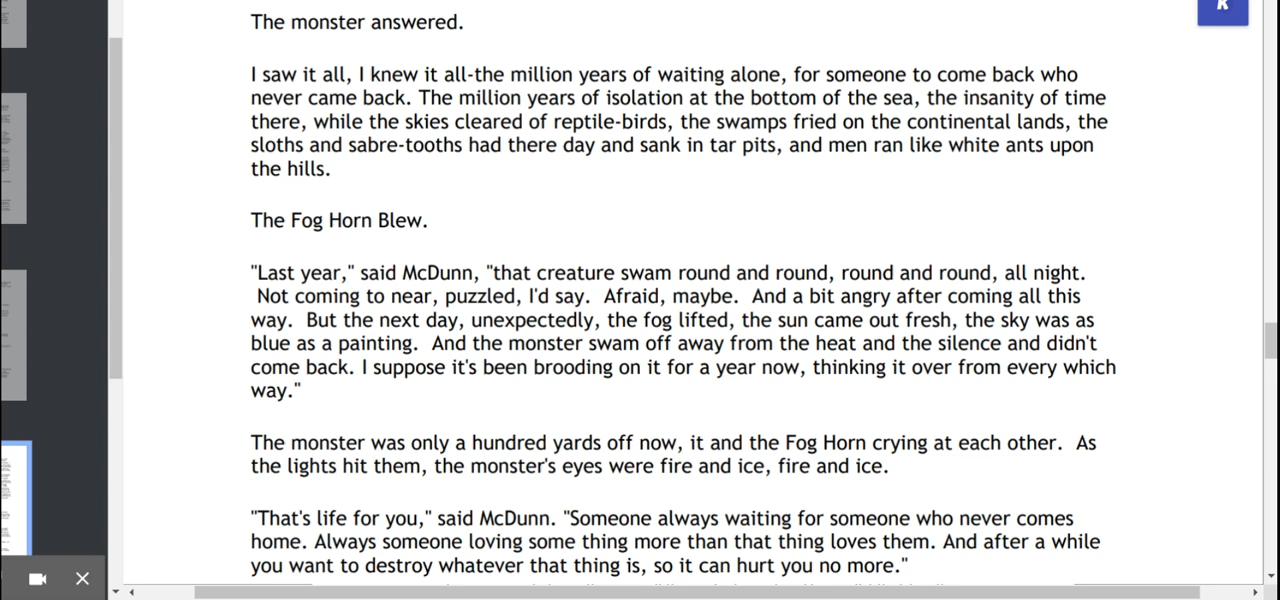 The monster answered.
I saw it all, I knew it all-the million years of waiting alone, for someone to come back who
never came back. The million years of isolation at the bottom of the sea, the insanity of time
there, while the skies cleared of reptile-birds, the swamps fried on the continental lands, the
sloths and sabre-tooths had there day and sank in tar pits, and men ran like white ants upon
the hills.
The Fog Horn Blew.
"Last year," said McDunn, "that creature swam round and round, round and round, all night.
Not coming to near, puzzled, I'd say.  Afraid, maybe.  And a bit angry after coming all this
way.  But the next day, unexpectedly, the fog lifted, the sun came out fresh, the sky was as
blue as a painting.  And the monster swam off away from the heat and the silence and didn't
come back. I suppose it's been brooding on it for a year now, thinking it over from every which
way."
The monster was only a hundred yards off now, it and the Fog Horn crying at each other.  As
the lights hit them, the monster's eyes were fire and ice, fire and ice.
"That's life for you," said McDunn. "Someone always waiting for someone who never comes
home. Always someone loving some thing more than that thing loves them. And after a while
you want to destroy whatever that thing is, so it can hurt you no more."